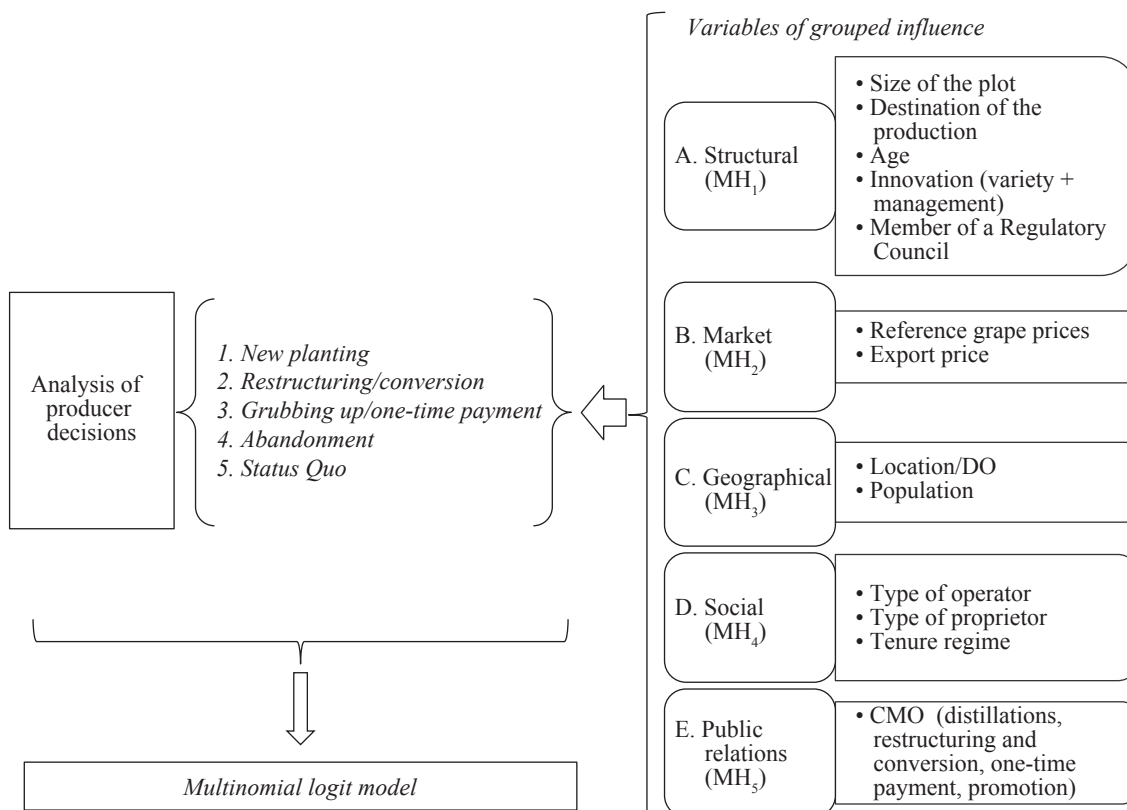 Variables of grouped influence
A. Structural
(MH₁)
• Size of the plot
• Destination of the
production
• Age
• Innovation (variety +
management)
• Member of a Regulatory
Council
B. Market
(MH₂)
• Reference grape prices
• Export price
C. Geographical
(MH₃)
• Location/DO
• Population
D. Social
(MH₄)
• Type of operator
• Type of proprietor
• Tenure regime
E. Public
relations
(MH₅)
• CMO (distillations,
restructuring and
conversion, one-time
payment, promotion)
Analysis of
producer
decisions
1. New planting
2. Restructuring/conversion
3. Grubbing up/one-time payment
4. Abandonment
5. Status Quo
Multinomial logit model